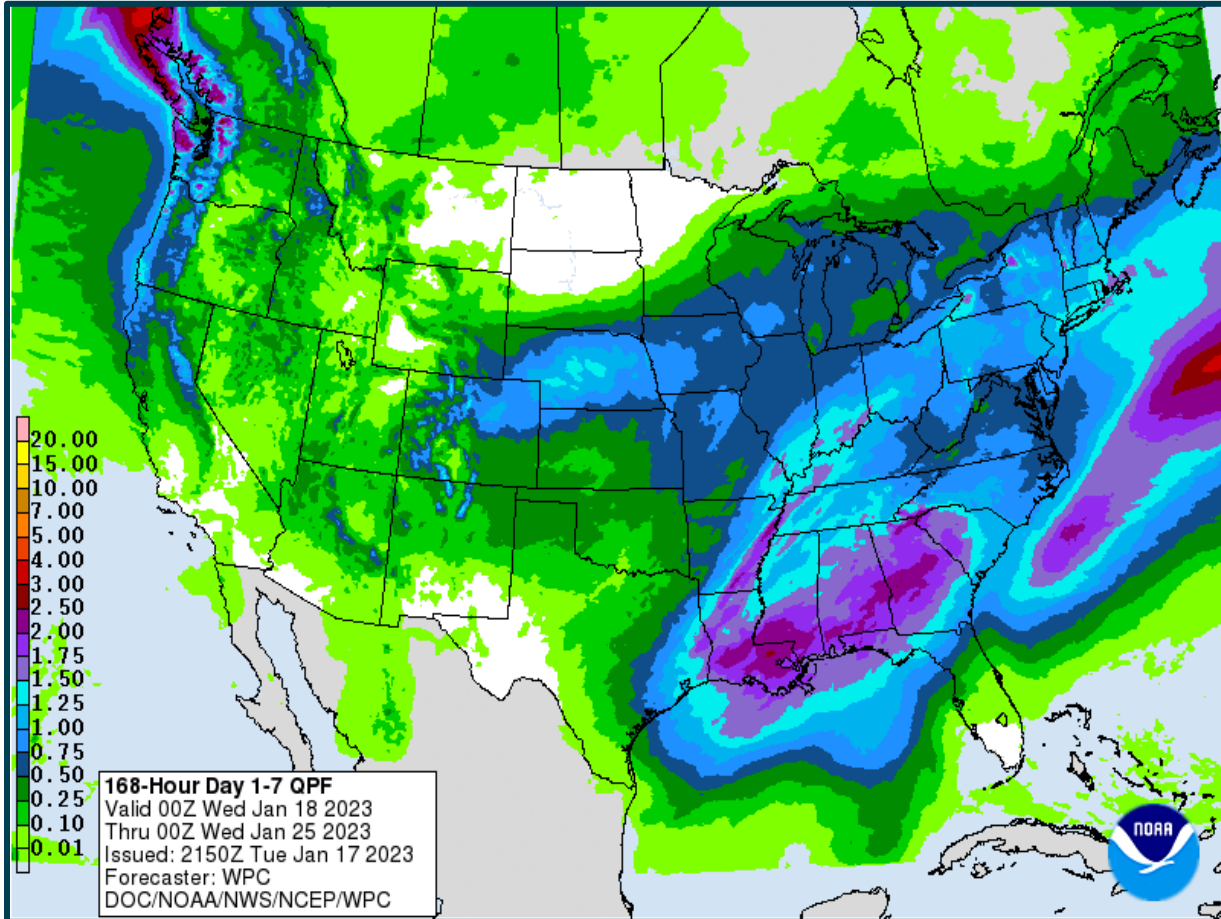 20.00
15.00
10.00
7.00
5.00
4.00
3.00
2.50
2.00
1.75
1.50
1.25
1.00
0.75
0.50
0.25
0.10
0.01
168-Hour Day 1-7 QPF
Valid 00Z Wed Jan 18 2023
Thru 00Z Wed Jan 25 2023
Issued: 2150Z Tue Jan 17 2023
Forecaster: WPC
DOC/NOAA/NWS/NCEP/WPC
NOAA